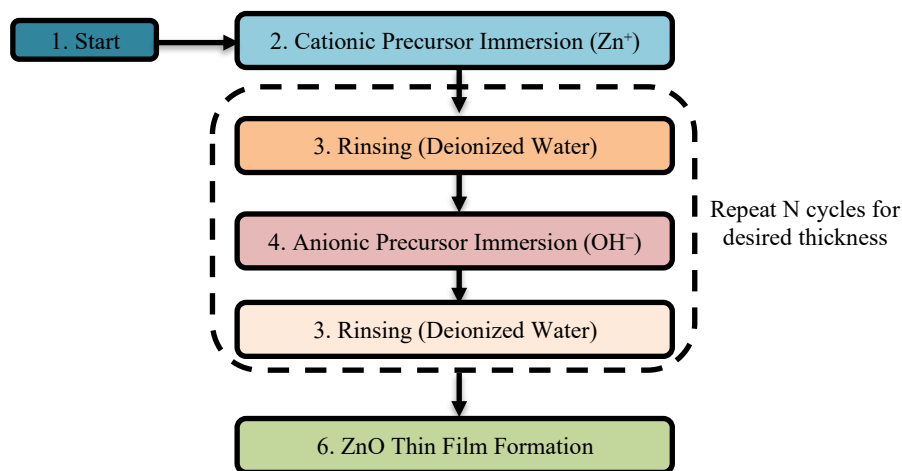 1. Start
2. Cationic Precursor Immersion (Zn⁺)
3. Rinsing (Deionized Water)
4. Anionic Precursor Immersion (OH⁻)
3. Rinsing (Deionized Water)
Repeat N cycles for
desired thickness
6. ZnO Thin Film Formation